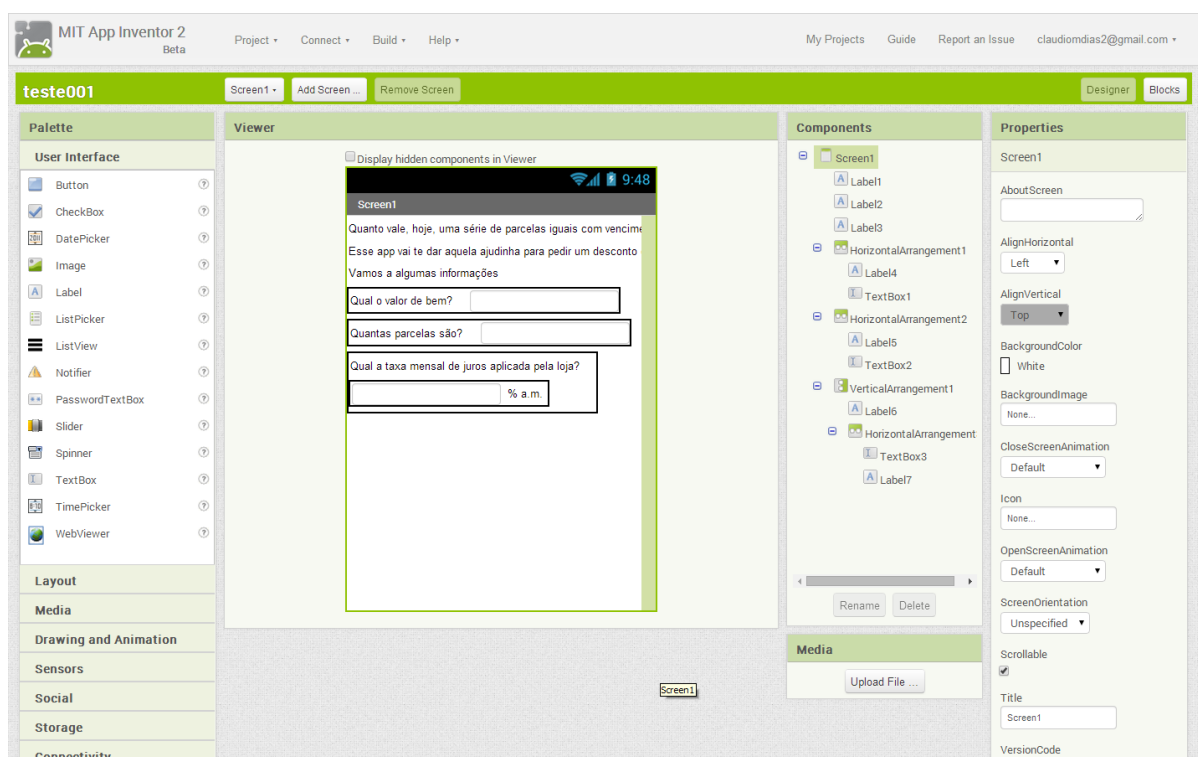 MIT App Inventor 2
Beta
Project Connect Build Help
My Projects Guide Report an Issue claudiomdias2@gmail.com
teste001
Screen1 Add Screen ... Remove Screen
Designer Blocks
Palette
User Interface
Button
CheckBox
DatePicker
Image
Label
ListPicker
ListView
Notifier
PasswordTextBox
Slider
Spinner
TextBox
TimePicker
WebViewer
Layout
Media
Drawing and Animation
Sensors
Social
Storage
Connectivity
Viewer
Display hidden components in Viewer
9:48
Screen1
Quanto vale, hoje, uma série de parcelas iguais com vencime
Esse app vai te dar aquela ajudinha para pedir um desconto
Vamos a algumas informações
Qual o valor de bem?
Quantas parcelas são?
Qual a taxa mensal de juros aplicada pela loja?
% a.m.
Screen1
Components
Screen1
Label1
Label2
Label3
HorizontalArrangement1
Label4
TextBox1
HorizontalArrangement2
Label5
TextBox2
VerticalArrangement1
Label6
HorizontalArrangement
TextBox3
Label7
Rename Delete
Media
Upload File ...
Properties
Screen1
AboutScreen
AlignHorizontal
Left
AlignVertical
Top
BackgroundColor
White
BackgroundImage
None...
CloseScreenAnimation
Default
Icon
None...
OpenScreenAnimation
Default
ScreenOrientation
Unspecified
Scrollable
Title
Screen1
VersionCode